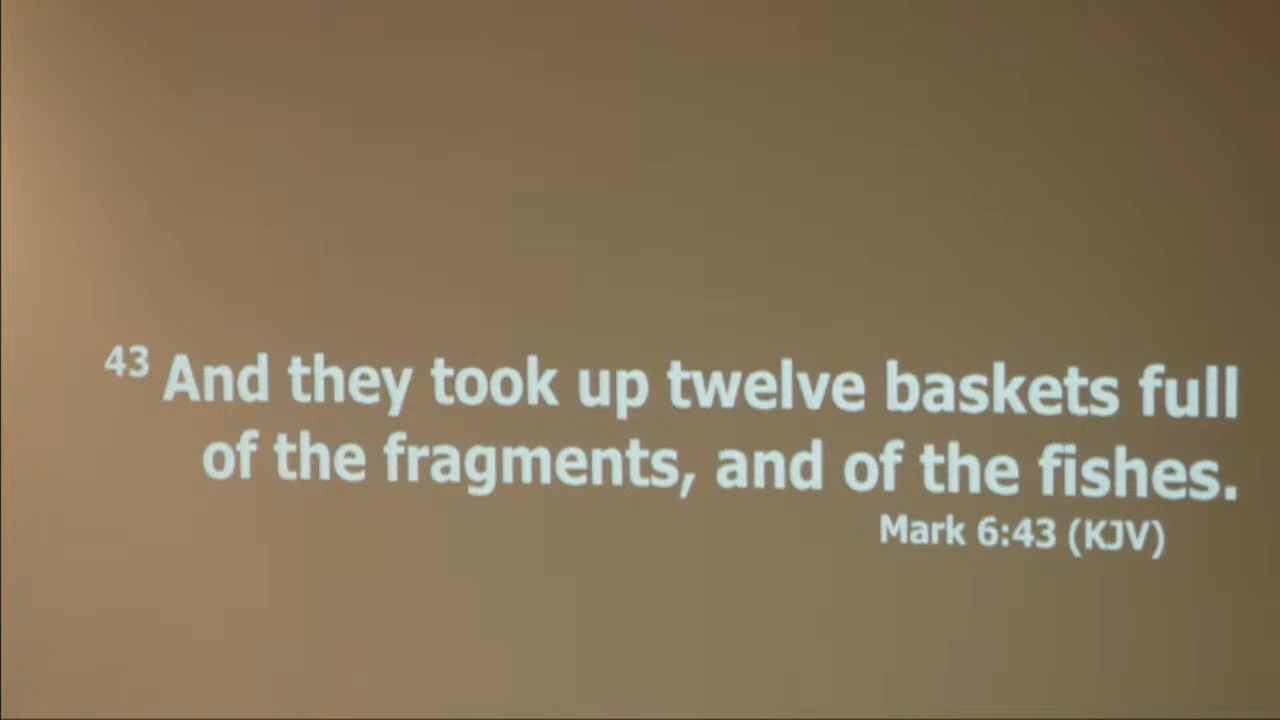 43 And they took up twelve baskets full
of the fragments, and of the fishes.
Mark 6:43 (KJV)